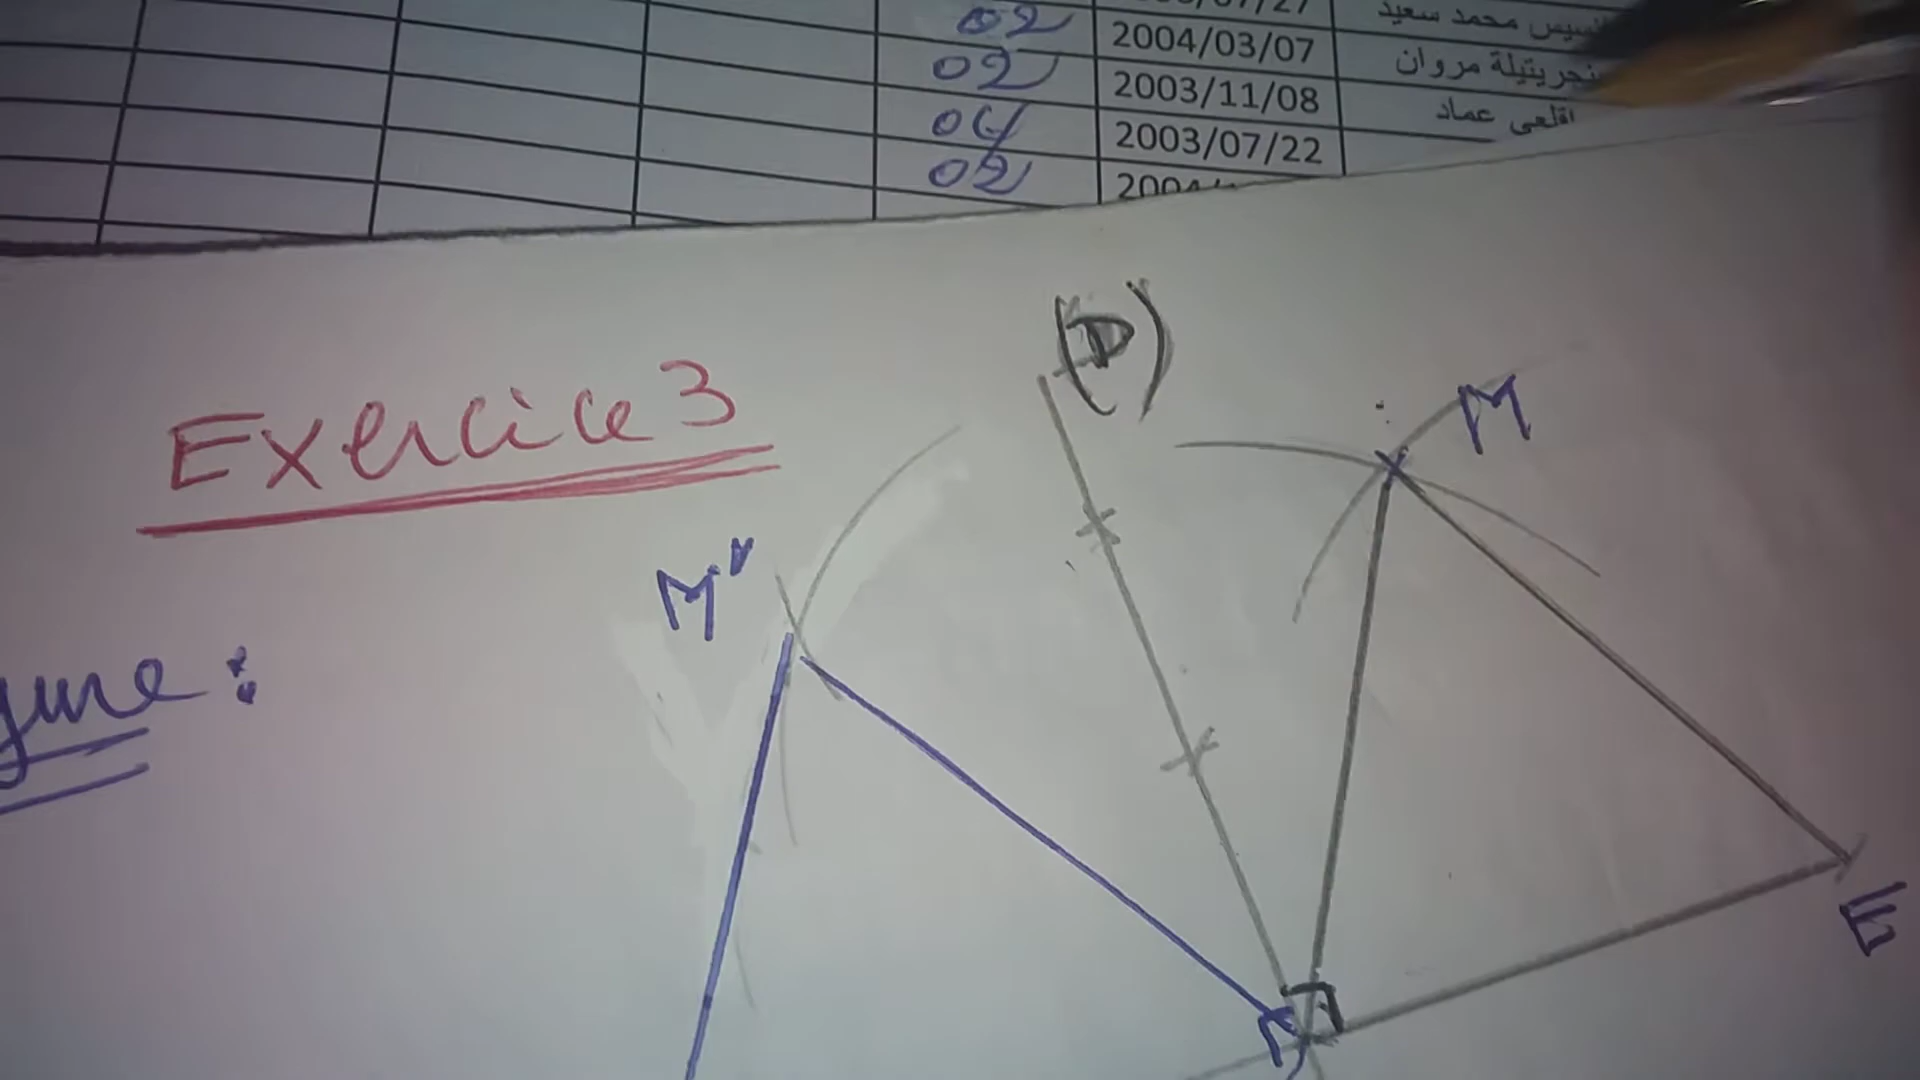 02
2004/03/07
محمد سعيد
02
2003/11/08
مروان
04
2003/07/22
اقلعي عماد
02
Exercice 3
(D)
M
M"
gure:
E